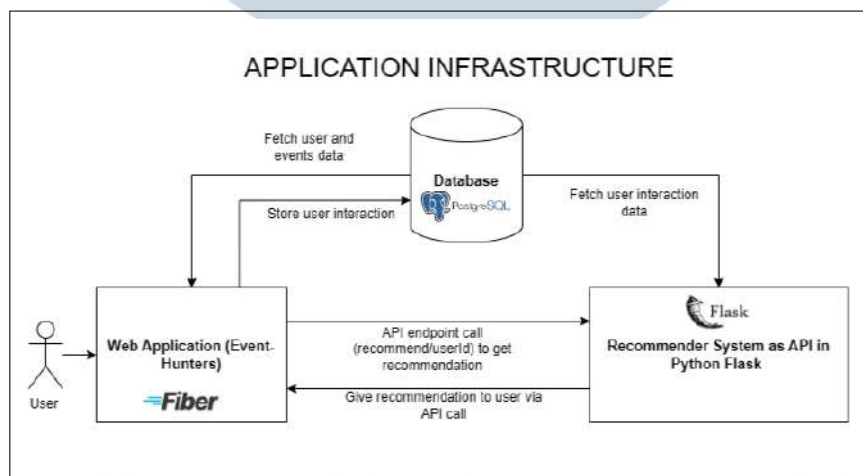 APPLICATION INFRASTRUCTURE
Fetch user and
events data
Database
PostgreSQL
Store user interaction
Fetch user interaction
data
Flask
Web Application (Event-
Hunters)
Fiber
API endpoint call
(recommend/userId) to get
recommendation
Recommender System as API in
Python Flask
Give recommendation to user via
API call
User